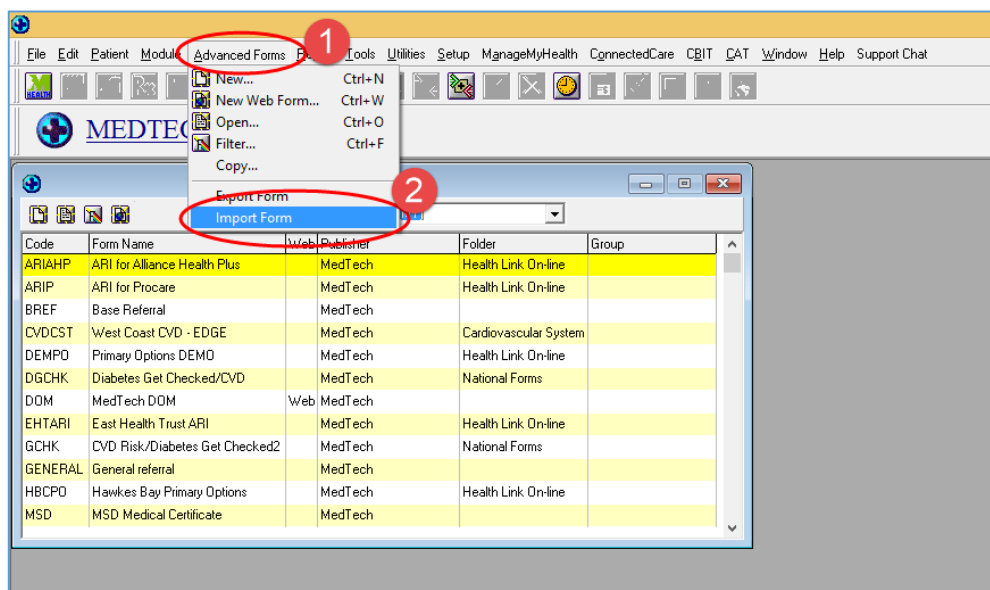 1
File Edit Patient Module Advanced Forms Tools Utilities Setup ManageMyHealth ConnectedCare CBIT CAT Window Help Support Chat
HEALTH
New... Ctrl+N
New Web Form... Ctrl+W
MEDTEC
Open... Ctrl+O
Filter... Ctrl+F
Copy...
2
Export Form
Import Form
Code Form Name Web Publisher Folder Group
ARIAHP ARI for Alliance Health Plus MedTech Health Link On-line
ARIP ARI for Procare MedTech Health Link On-line
BREF Base Referral MedTech
CVDCST West Coast CVD - EDGE MedTech Cardiovascular System
DEMPO Primary Options DEMO MedTech Health Link On-line
DGCHK Diabetes Get Checked/CVD MedTech National Forms
DOM MedTech DOM Web MedTech
EHTARI East Health Trust ARI MedTech Health Link On-line
GCHK CVD Risk/Diabetes Get Checked2 MedTech National Forms
GENERAL General referral MedTech
HBCPO Hawkes Bay Primary Options MedTech Health Link On-line
MSD MSD Medical Certificate MedTech